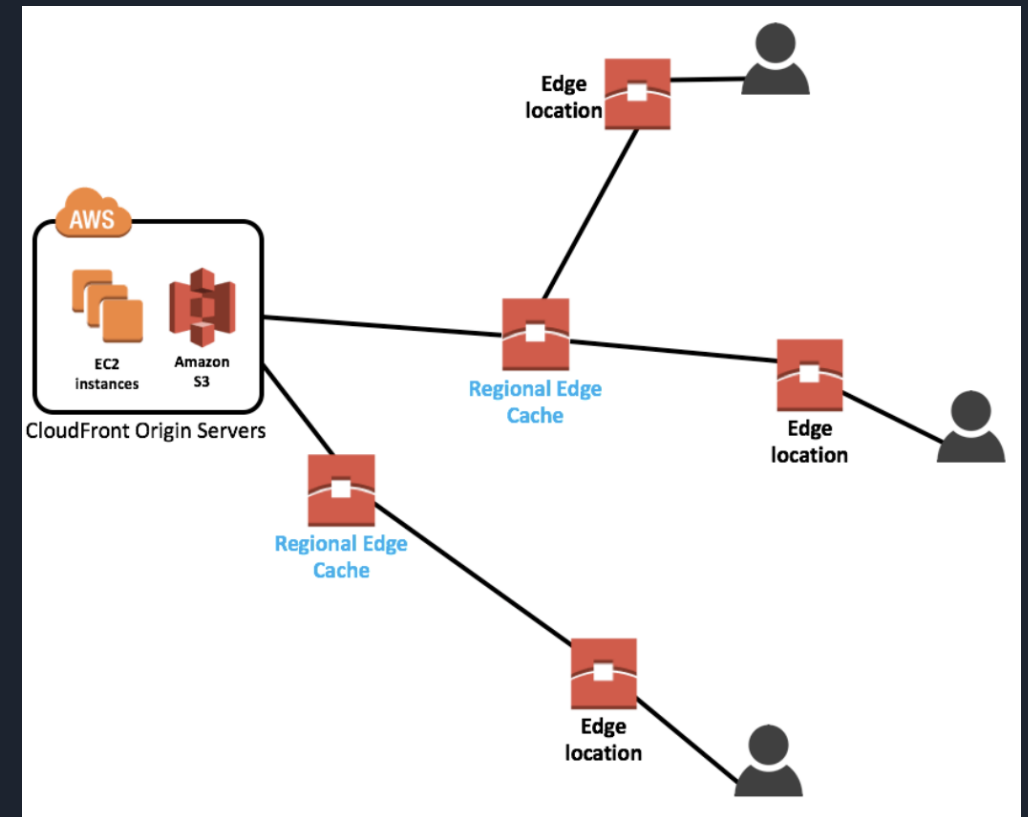 Edge
location
AWS
EC2
instances
Amazon
S3
CloudFront Origin Servers
Regional Edge
Cache
Edge
location
Regional Edge
Cache
Edge
location